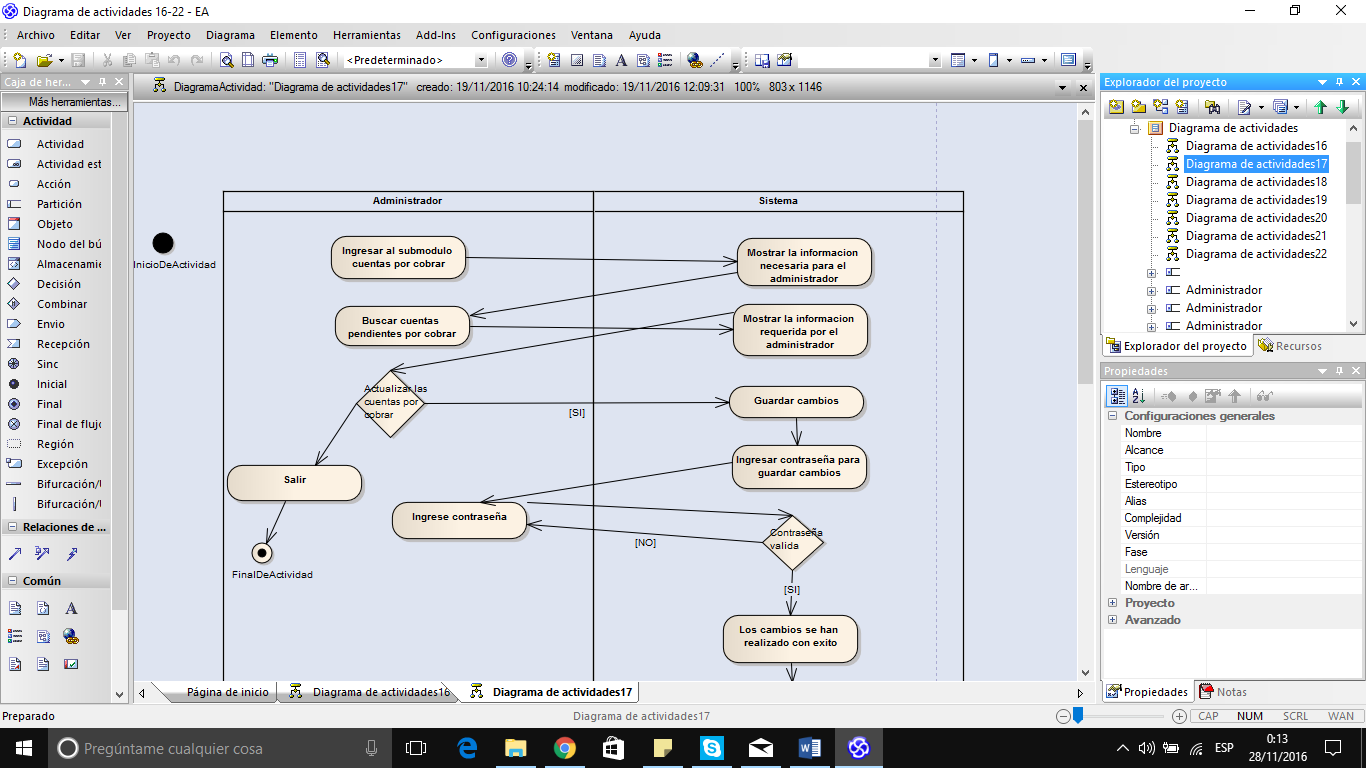 Diagrama de actividades 16-22 - EA
Archivo Editar Ver Proyecto Diagrama Elemento Herramientas Add-Ins Configuraciones Ventana Ayuda
<Predeterminado>
Caja de her...
Más herramientas...
Actividad
Actividad
Actividad est
Acción
Partición
Objeto
Nodo del bú
Almacenamie
Decisión
Combinar
Envio
Recepción
Sinc
Inicial
Final
Final de flujo
Región
Excepción
Bifurcación/U
Bifurcación/U
Relaciones de ...
Común
DiagramaActividad: "Diagrama de actividades17" creado: 19/11/2016 10:24:14 modificado: 19/11/2016 12:09:31 100% 803 x 1146
Administrador
Sistema
InicioDeActividad
Ingresar al submodulo
cuentas por cobrar
Mostrar la informacion
necesaria para el
administrador
Buscar cuentas
pendientes por cobrar
Mostrar la informacion
requerida por el
administrador
Actualizar las
cuentas por
cobrar
[SI]
Guardar cambios
Ingresar contraseña para
guardar cambios
Salir
FinalDeActividad
Ingrese contraseña
Contraseña
valida
[NO]
[SI]
Los cambios se han
realizado con exito
Página de inicio
Diagrama de actividades16
Diagrama de actividades17
Explorador del proyecto
Diagrama de actividades
Diagrama de actividades16
Diagrama de actividades17
Diagrama de actividades18
Diagrama de actividades19
Diagrama de actividades20
Diagrama de actividades21
Diagrama de actividades22
Administrador
Administrador
Administrador
Explorador del proyecto
Recursos
Propiedades
Configuraciones generales
Nombre
Alcance
Tipo
Estereotipo
Alias
Complejidad
Versión
Fase
Lenguaje
Nombre de ar...
Proyecto
Avanzado
Propiedades
Notas
Preparado
Diagrama de actividades17
CAP NUM SCRL WAN
Pregúntame cualquier cosa
ESP
0:13
28/11/2016